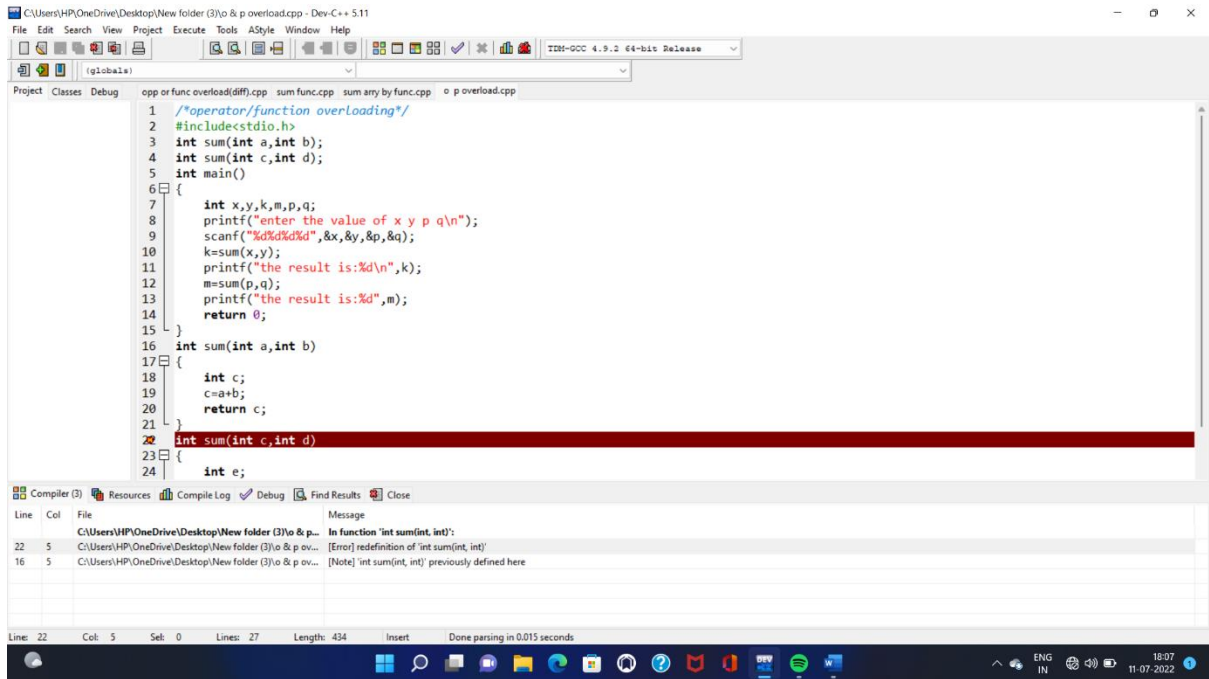 C:\Users\HP\OneDrive\Desktop\New folder (3)\o & p overload.cpp - Dev-C++ 5.11
File Edit Search View Project Execute Tools AStyle Window Help
TDM-GCC 4.9.2 64-bit Release
(globals)
Project Classes Debug opp or func overload(diff).cpp sum func.cpp sum arry by func.cpp o p overload.cpp
1 /*operator/function overloading*/
2 #include<stdio.h>
3 int sum(int a,int b);
4 int sum(int c,int d);
5 int main()
6 {
7 int x,y,k,m,p,q;
8 printf("enter the value of x y p q\n");
9 scanf("%d%d%d%d",&x,&y,&p,&q);
10 k=sum(x,y);
11 printf("the result is:%d\n",k);
12 m=sum(p,q);
13 printf("the result is:%d",m);
14 return 0;
15 }
16 int sum(int a,int b)
17 {
18 int c;
19 c=a+b;
20 return c;
21 }
22 int sum(int c,int d)
23 {
24 int e;
Compiler (3) Resources Compile Log Debug Find Results Close
Line Col File Message
C:\Users\HP\OneDrive\Desktop\New folder (3)\o & p... In function 'int sum(int, int)':
22 5 C:\Users\HP\OneDrive\Desktop\New folder (3)\o & p ov... [Error] redefinition of 'int sum(int, int)'
16 5 C:\Users\HP\OneDrive\Desktop\New folder (3)\o & p ov... [Note] 'int sum(int, int)' previously defined here
Line: 22 Col: 5 Sel: 0 Lines: 27 Length: 434 Insert Done parsing in 0.015 seconds
DEV
W
ENG
IN
18:07
11-07-2022
1